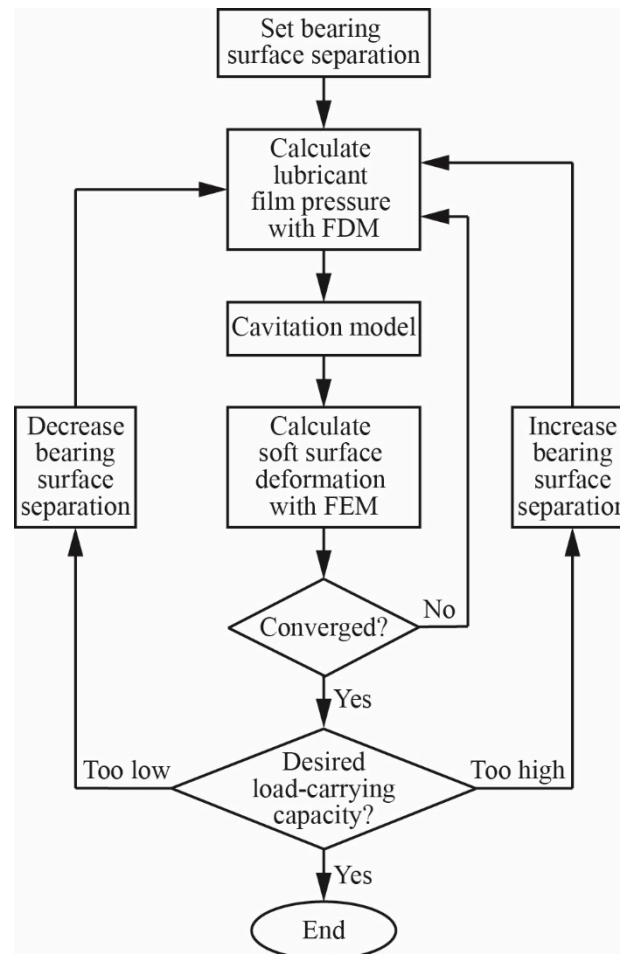 Set bearing
surface separation
Calculate
lubricant
film pressure
with FDM
Cavitation model
Decrease
bearing
surface
separation
Calculate
soft surface
deformation
with FEM
Increase
bearing
surface
separation
Converged?
No
Yes
Too low
Desired
load-carrying
capacity?
Too high
Yes
End